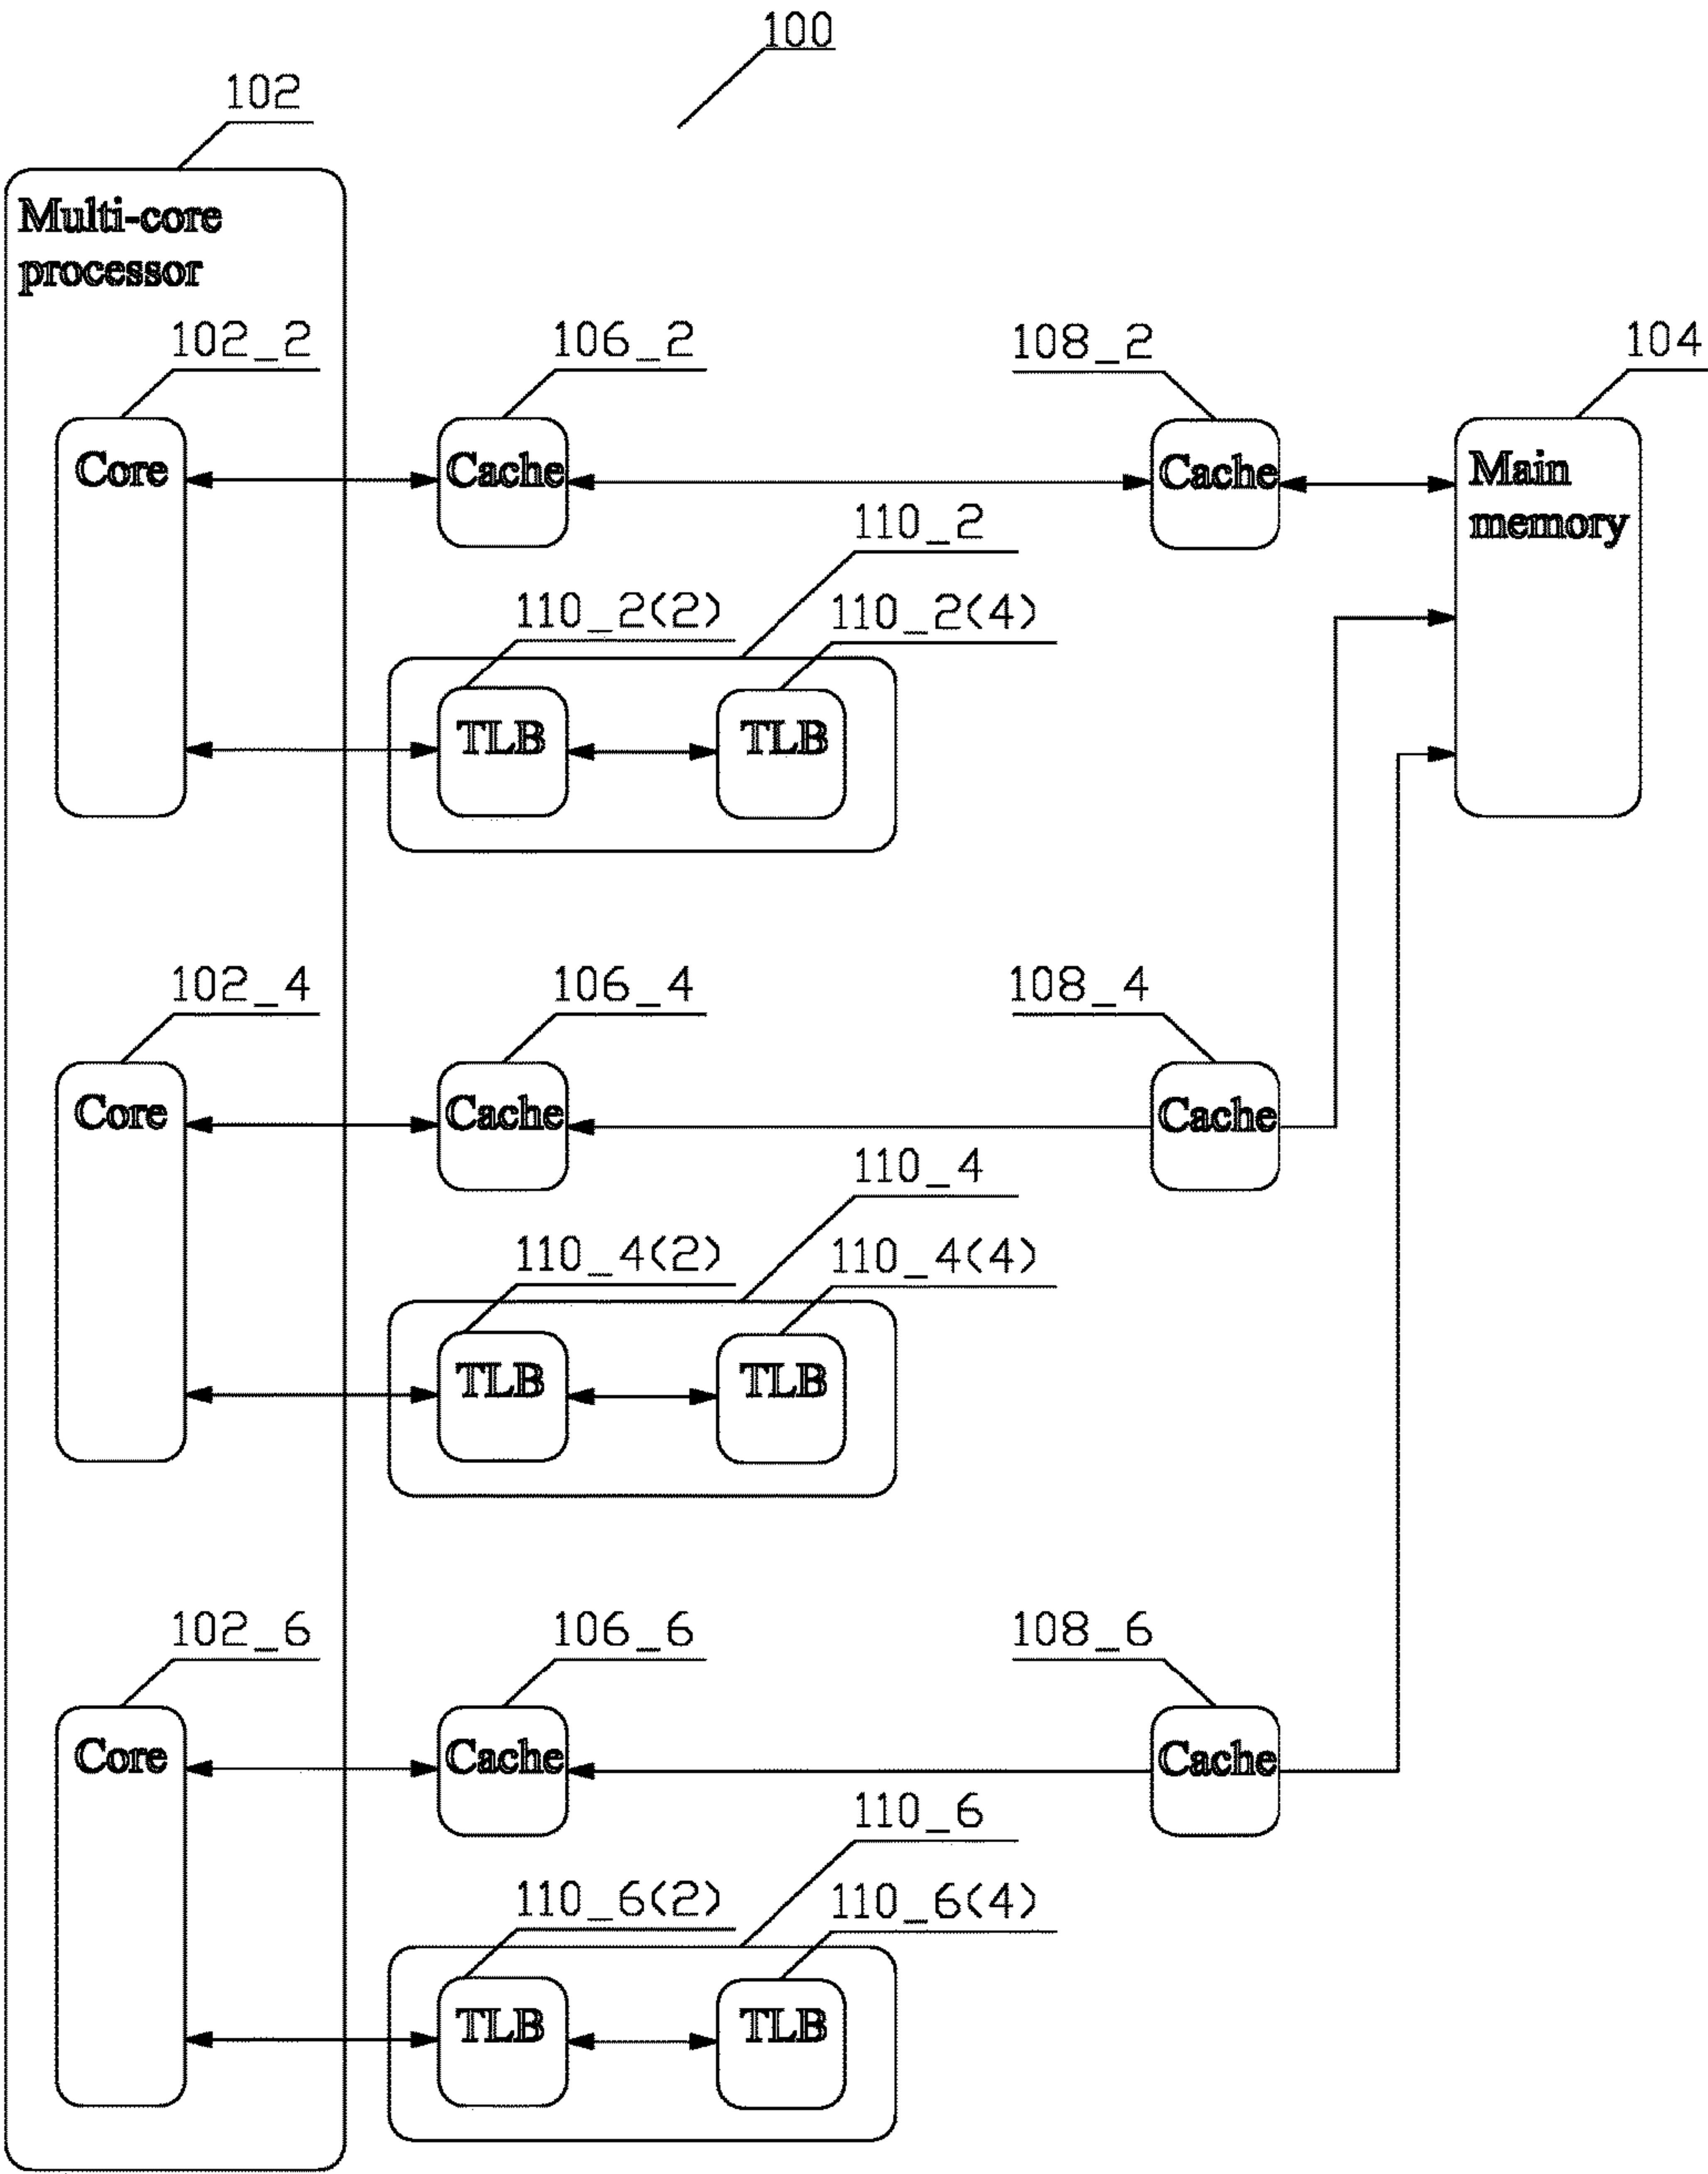 100
102
Multi-core
processor
102_2
106_2
108_2
104
Core
Cache
Cache
Main
memory
110_2
110_2(2)
110_2(4)
TLB
TLB
102_4
106_4
108_4
Core
Cache
Cache
110_4
110_4(2)
110_4(4)
TLB
TLB
102_6
106_6
108_6
Core
Cache
Cache
110_6
110_6(2)
110_6(4)
TLB
TLB